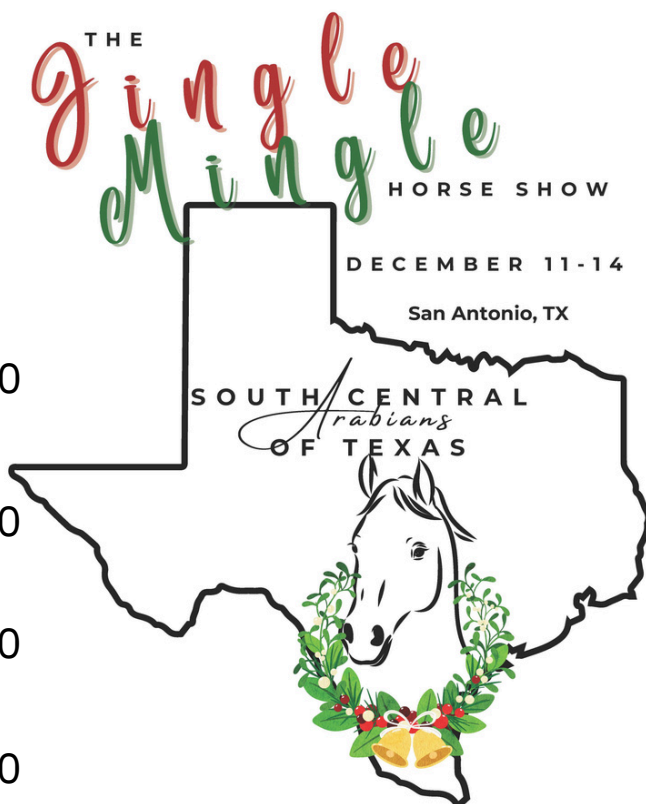 THE
Jingle
Mingle
HORSE SHOW
DECEMBER 11-14
San Antonio, TX
SOUTH CENTRAL
Arabians
OF TEXAS
0
0
0
0